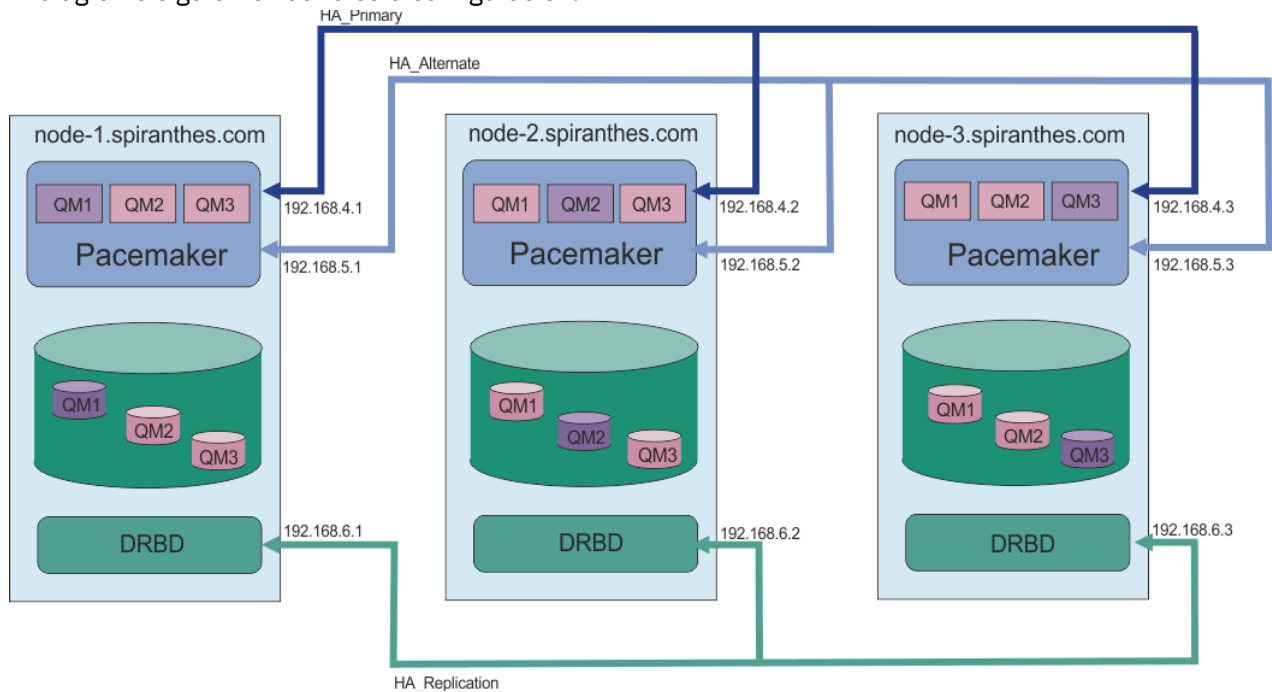 HA_Primary
HA_Alternate
node-1.spiranthes.com
QM1 QM2 QM3
Pacemaker
192.168.4.1
192.168.5.1
QM1
QM2
QM3
DRBD
192.168.6.1
node-2.spiranthes.com
QM1 QM2 QM3
Pacemaker
192.168.4.2
192.168.5.2
QM1
QM2
QM3
DRBD
192.168.6.2
node-3.spiranthes.com
QM1 QM2 QM3
Pacemaker
192.168.4.3
192.168.5.3
QM1
QM2
QM3
DRBD
192.168.6.3
HA_Replication